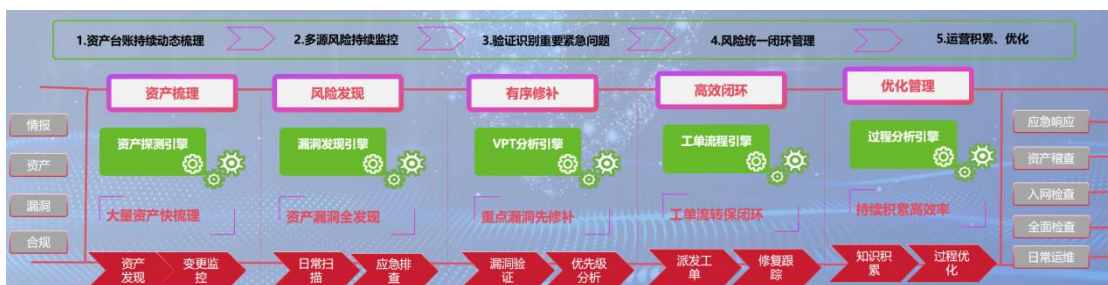 1.资产台账持续动态梳理
2.多源风险持续监控
3.验证识别重要紧急问题
4.风险统一闭环管理
5.运营积累、优化
资产梳理
风险发现
有序修补
高效闭环
优化管理
情报
资产
漏洞
合规
资产探测引擎
漏洞发现引擎
VPT分析引擎
工单流程引擎
过程分析引擎
大量资产快梳理
资产漏洞全发现
重点漏洞先修补
工单流转保闭环
持续积累高效率
资产
发现
变更监
控
日常扫
描
应急排
查
漏洞验
证
优先级
分析
派发工
单
修复跟
踪
知识积
累
过程优
化
应急响应
资产稽查
入网检查
全面检查
日常运维